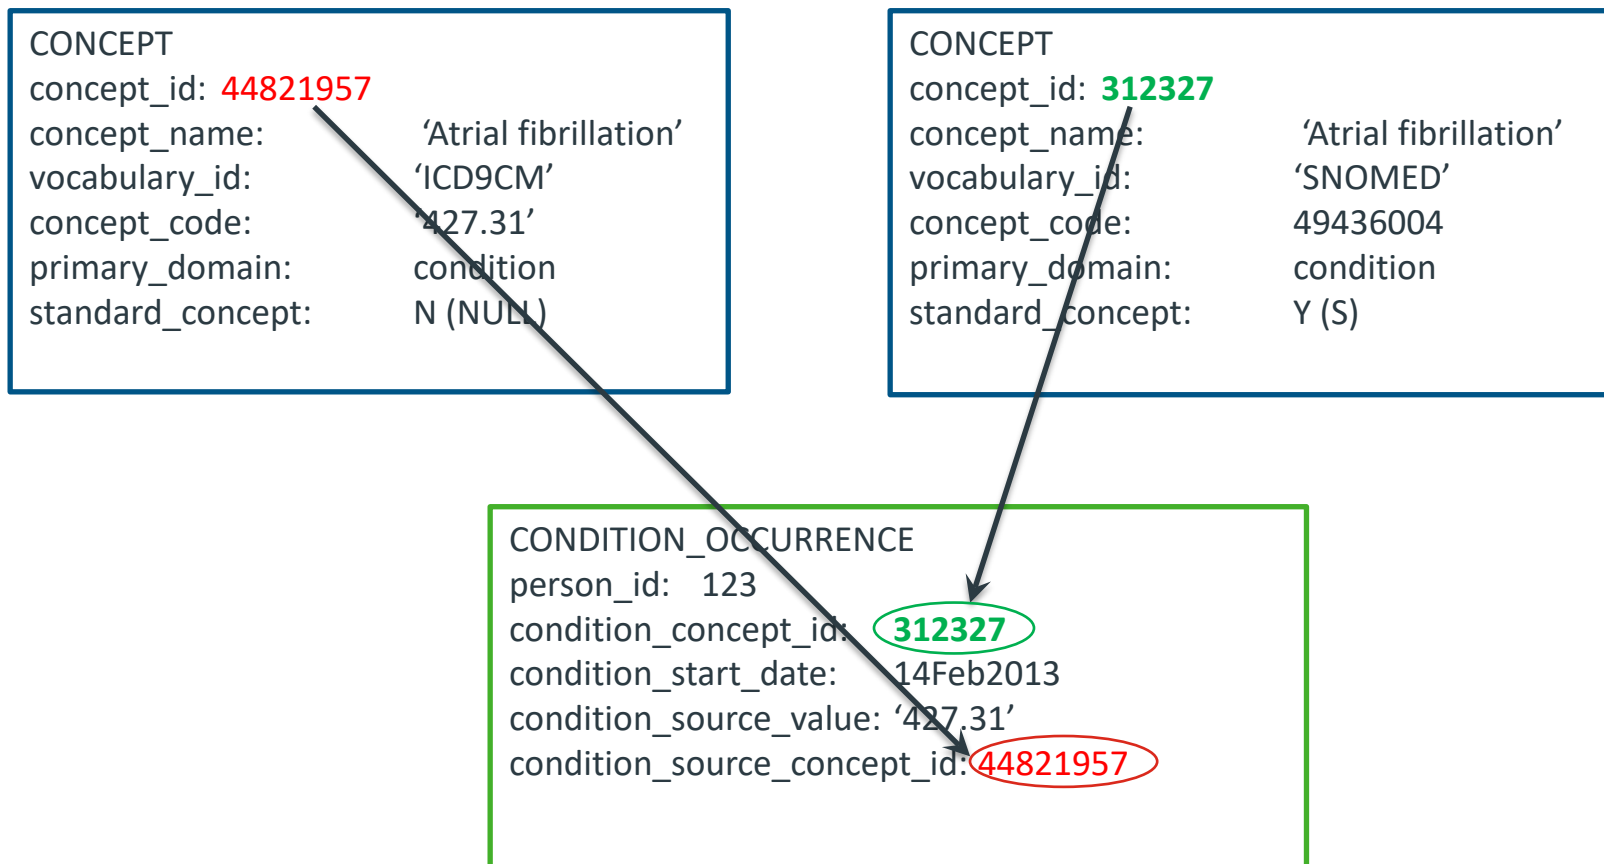 CONCEPT
concept_id: 44821957
concept_name: ‘Atrial fibrillation’
vocabulary_id: ‘ICD9CM’
concept_code: ‘427.31’
primary_domain: condition
standard_concept: N (NULL)
CONCEPT
concept_id: 312327
concept_name: ‘Atrial fibrillation’
vocabulary_id: ‘SNOMED’
concept_code: 49436004
primary_domain: condition
standard_concept: Y (S)
CONDITION_OCCURRENCE
person_id: 123
condition_concept_id: 312327
condition_start_date: 14Feb2013
condition_source_value: ‘427.31’
condition_source_concept_id: 44821957